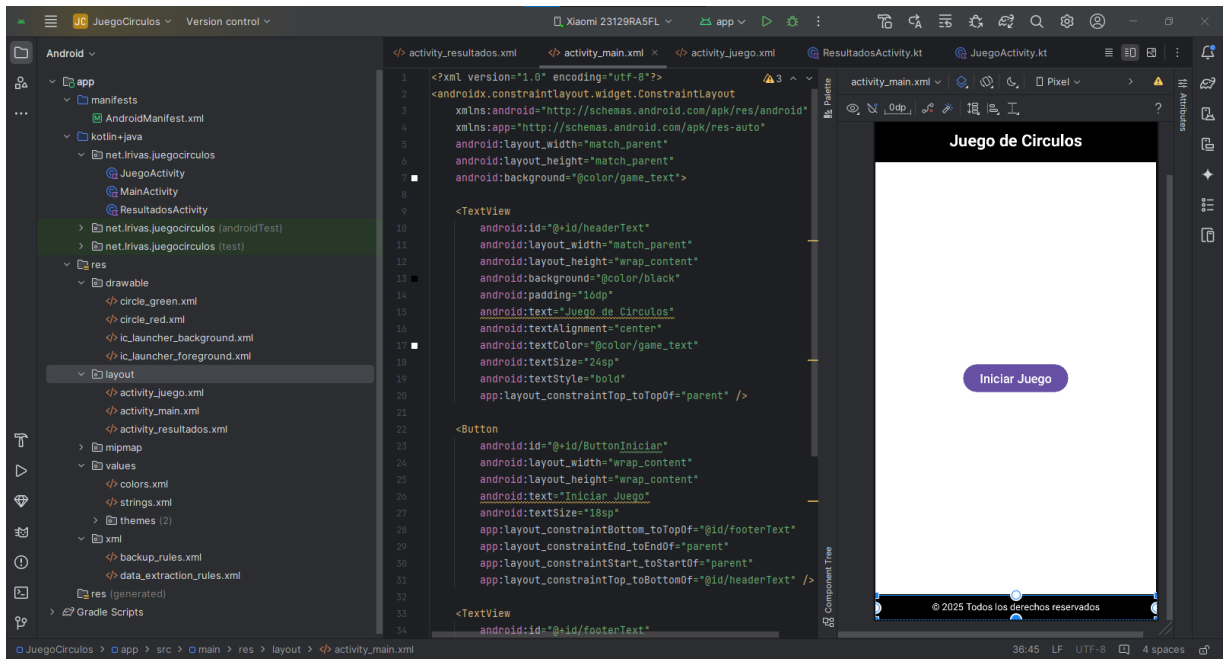 JC JuegoCirculos Version control Xiaomi 23129RA5FL app
Android
app
manifests
AndroidManifest.xml
kotlin+java
net.lrivas.juegocirculos
JuegoActivity
MainActivity
ResultadosActivity
net.lrivas.juegocirculos (androidTest)
net.lrivas.juegocirculos (test)
res
drawable
circle_green.xml
circle_red.xml
ic_launcher_background.xml
ic_launcher_foreground.xml
layout
activity_juego.xml
activity_main.xml
activity_resultados.xml
mipmap
values
colors.xml
strings.xml
themes (2)
xml
backup_rules.xml
data_extraction_rules.xml
res (generated)
Gradle Scripts
activity_resultados.xml activity_main.xml activity_juego.xml ResultadosActivity.kt JuegoActivity.kt
3
1 <?xml version="1.0" encoding="utf-8"?>
2 <androidx.constraintlayout.widget.ConstraintLayout
3 xmlns:android="http://schemas.android.com/apk/res/android"
4 xmlns:app="http://schemas.android.com/apk/res-auto"
5 android:layout_width="match_parent"
6 android:layout_height="match_parent"
7 android:background="@color/game_text">
8
9 <TextView
10 android:id="@+id/headerText"
11 android:layout_width="match_parent"
12 android:layout_height="wrap_content"
13 android:background="@color/black"
14 android:padding="16dp"
15 android:text="Juego de Circulos"
16 android:textAlignment="center"
17 android:textColor="@color/game_text"
18 android:textSize="24sp"
19 android:textStyle="bold"
20 app:layout_constraintTop_toTopOf="parent" />
21
22 <Button
23 android:id="@+id/ButtonIniciar"
24 android:layout_width="wrap_content"
25 android:layout_height="wrap_content"
26 android:text="Iniciar Juego"
27 android:textSize="18sp"
28 app:layout_constraintBottom_toTopOf="@id/footerText"
29 app:layout_constraintEnd_toEndOf="parent"
30 app:layout_constraintStart_toStartOf="parent"
31 app:layout_constraintTop_toBottomOf="@id/headerText" />
32
33 <TextView
34 android:id="@+id/footerText"
Palette
Component Tree
activity_main.xml Pixel
0dp ?
Juego de Circulos
Iniciar Juego
© 2025 Todos los derechos reservados
Attributes
JuegoCirculos > app > src > main > res > layout > activity_main.xml
36:45 LF UTF-8 4 spaces